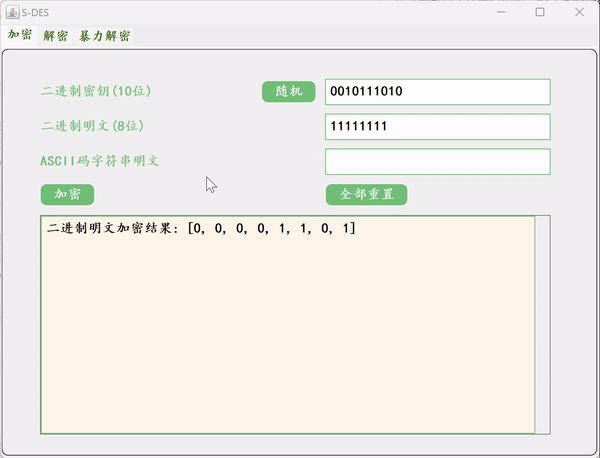 S-DES
加密 解密 暴力解密
二进制密钥(10位) 随机 0010111010
二进制明文(8位) 11111111
ASCII码字符串明文
加密 全部重置
二进制明文加密结果: [0, 0, 0, 0, 1, 1, 0, 1]